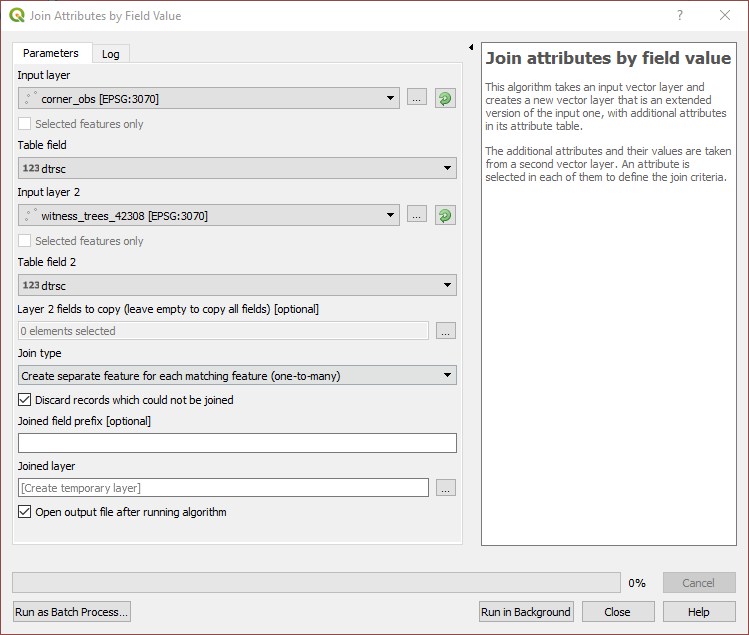 Join Attributes by Field Value
?
Parameters
Log
Input layer
corner_obs [EPSG:3070]
...
Selected features only
Table field
123 dtrsc
Input layer 2
witness_trees_42308 [EPSG:3070]
...
Selected features only
Table field 2
123 dtrsc
Layer 2 fields to copy (leave empty to copy all fields) [optional]
0 elements selected
...
Join type
Create separate feature for each matching feature (one-to-many)
Discard records which could not be joined
Joined field prefix [optional]
Joined layer
[Create temporary layer]
...
Open output file after running algorithm
Join attributes by field value
This algorithm takes an input vector layer and
creates a new vector layer that is an extended
version of the input one, with additional attributes
in its attribute table.
The additional attributes and their values are taken
from a second vector layer. An attribute is
selected in each of them to define the join criteria.
0%
Cancel
Run as Batch Process...
Run in Background
Close
Help